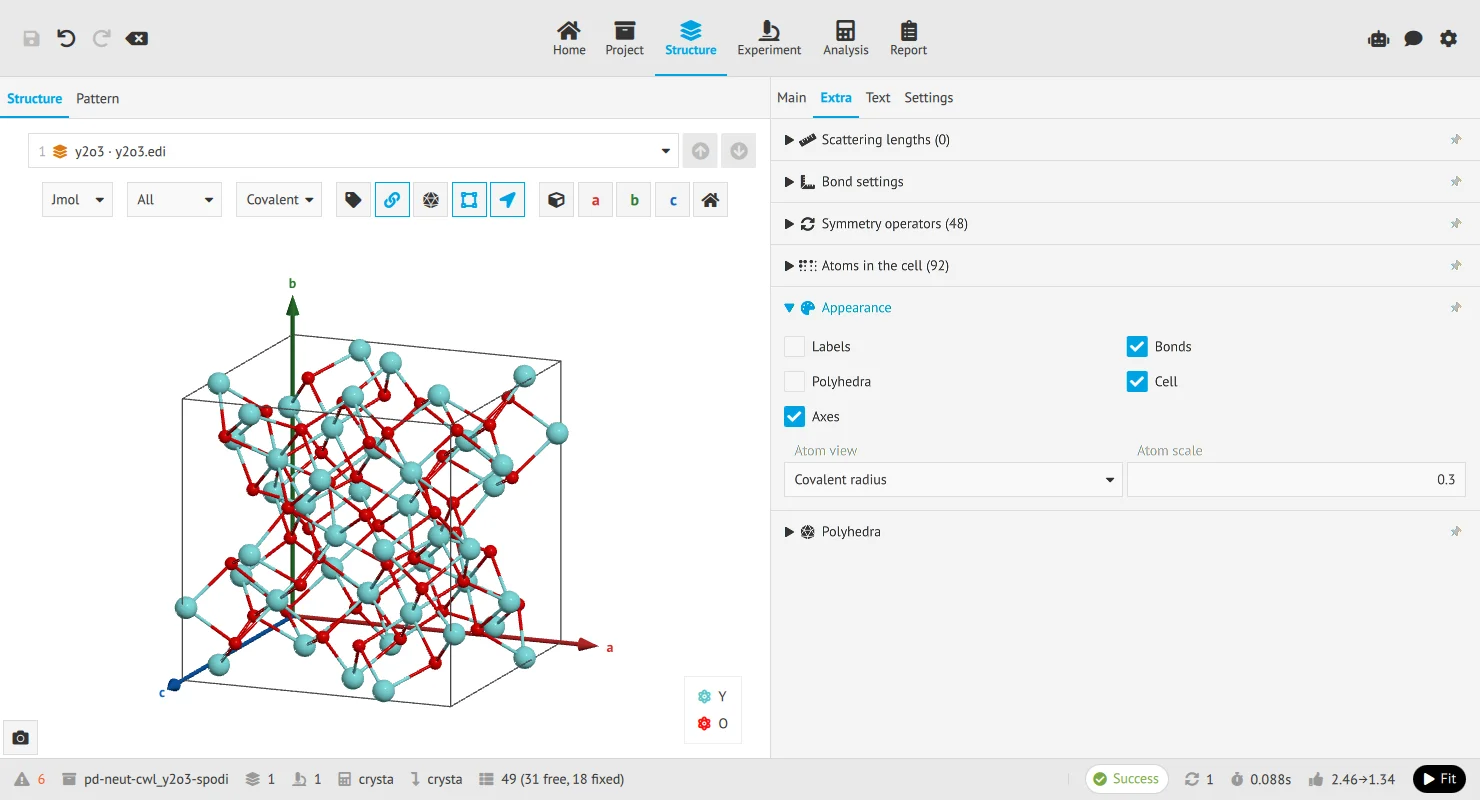 Home
Project
Structure
Experiment
Analysis
Report
Structure
Pattern
Main
Extra
Text
Settings
1 y2o3 · y2o3.edi
Jmol
All
Covalent
a
b
c
b
a
c
Y
O
Scattering lengths (0)
Bond settings
Symmetry operators (48)
Atoms in the cell (92)
Appearance
Labels
Bonds
Polyhedra
Cell
Axes
Atom view
Atom scale
Covalent radius
0.3
Polyhedra
6
pd-neut-cwl_y2o3-spodi
1
1
crysta
crysta
49 (31 free, 18 fixed)
Success
1
0.088s
2.46→1.34
Fit